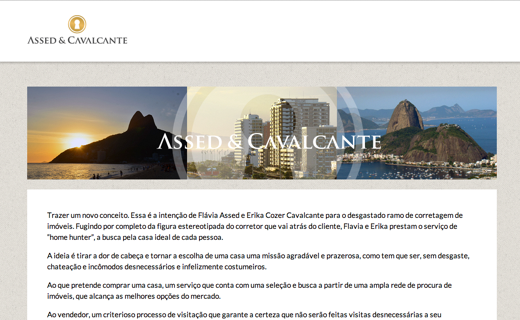 ASSED & CAVALCANTE
ASSED & CAVALCANTE
Trazer um novo conceito. Essa é a intenção de Flávia Assed e Erika Cozer Cavalcante para o desgastado ramo de corretagem de
imóveis. Fugindo por completo da figura estereotipada do corretor que vai atrás do cliente, Flavia e Erika prestam o serviço de
"home hunter", a busca pela casa ideal de cada pessoa.
A ideia é tirar a dor de cabeça e tornar a escolha de uma casa uma missão agradável e prazerosa, como tem que ser, sem desgaste,
chateação e incômodos desnecessários e infelizmente costumeiros.
Ao que pretende comprar uma casa, um serviço que conta com uma seleção e busca a partir de uma ampla rede de procura de
imóveis, que alcança as melhores opções do mercado.
Ao vendedor, um criterioso processo de visitação que garante a certeza que não serão feitas visitas desnecessárias a seu